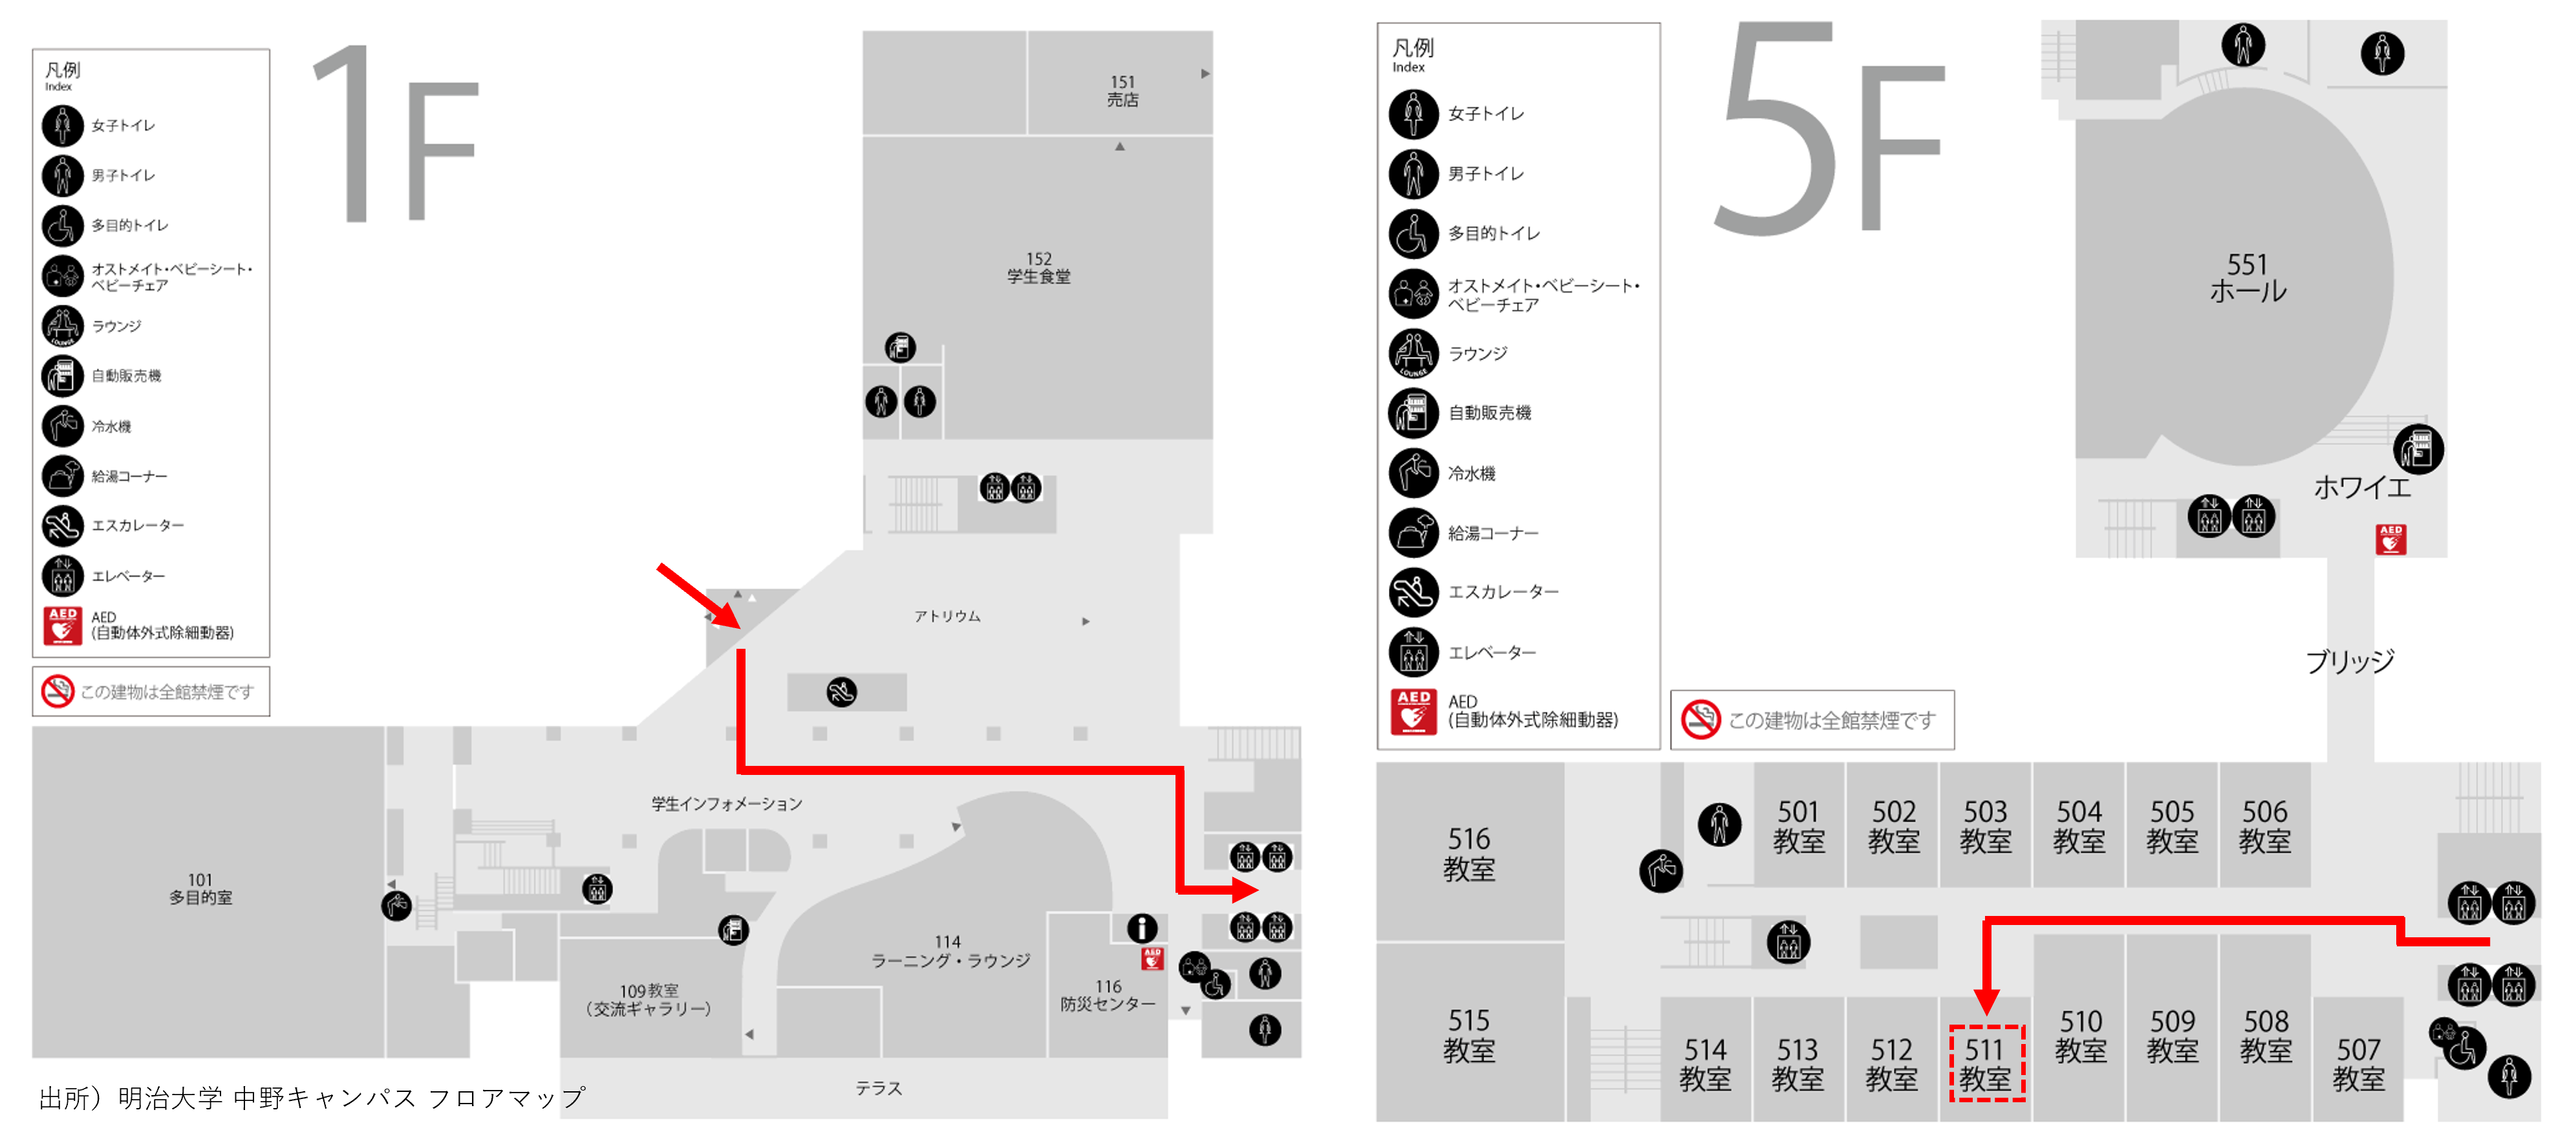 凡例
Index
女子トイレ
男子トイレ
多目的トイレ
オストメイト・ベビーシート・
ベビーチェア
LOUNGE
ラウンジ
自動販売機
冷水機
給湯コーナー
エスカレーター
エレベーター
AED
AED
(自動体外式除細動器)
この建物は全館禁煙です
1F
151
売店
152
学生食堂
アトリウム
学生インフォメーション
101
多目的室
109教室
（交流ギャラリー）
114
ラーニング・ラウンジ
i
AED
116
防災センター
テラス
出所）明治大学 中野キャンパス フロアマップ
凡例
Index
女子トイレ
男子トイレ
多目的トイレ
オストメイト・ベビーシート・
ベビーチェア
LOUNGE
ラウンジ
自動販売機
冷水機
給湯コーナー
エスカレーター
エレベーター
AED
AED
(自動体外式除細動器)
この建物は全館禁煙です
5F
551
ホール
ホワイエ
AED
ブリッジ
516
教室
501
教室
502
教室
503
教室
504
教室
505
教室
506
教室
515
教室
514
教室
513
教室
512
教室
511
教室
510
教室
509
教室
508
教室
507
教室